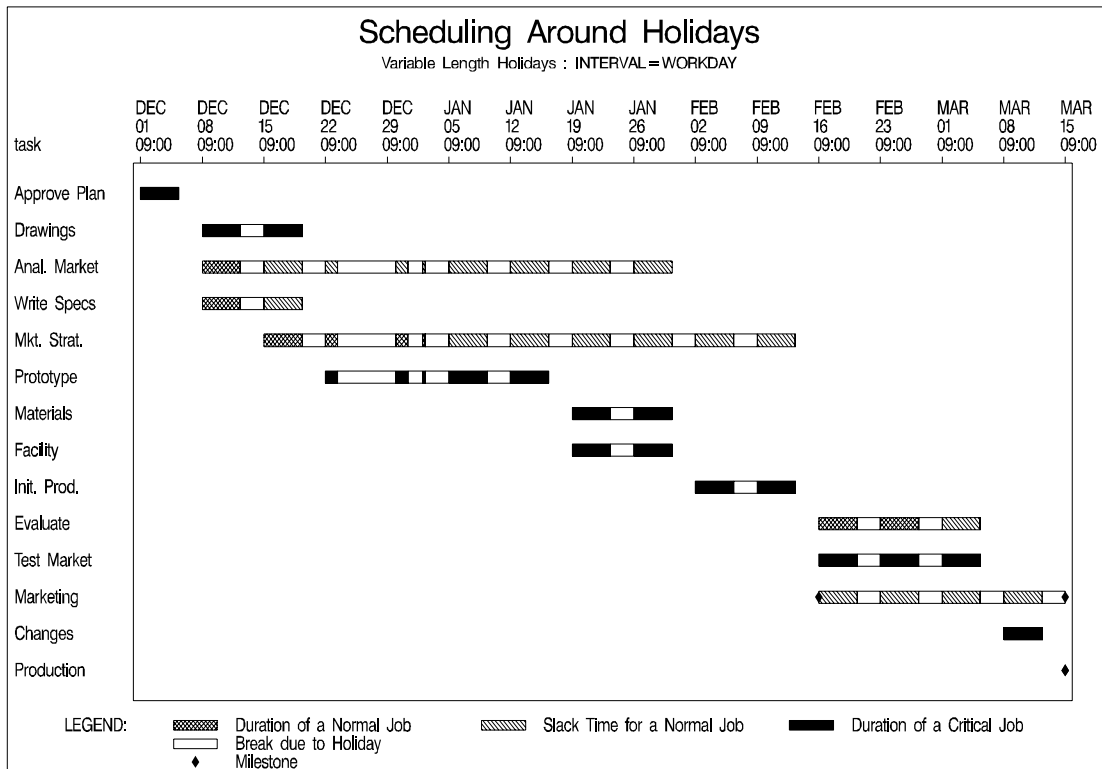 Scheduling Around Holidays
Variable Length Holidays : INTERVAL=WORKDAY
DEC DEC DEC DEC DEC JAN JAN JAN JAN FEB FEB FEB FEB MAR MAR MAR
01 08 15 22 29 05 12 19 26 02 09 16 23 01 08 15
task 09:00 09:00 09:00 09:00 09:00 09:00 09:00 09:00 09:00 09:00 09:00 09:00 09:00 09:00 09:00 09:00
Approve Plan
Drawings
Anal. Market
Write Specs
Mkt. Strat.
Prototype
Materials
Facility
Init. Prod.
Evaluate
Test Market
Marketing
Changes
Production
LEGEND: Duration of a Normal Job Slack Time for a Normal Job Duration of a Critical Job
Break due to Holiday
Milestone